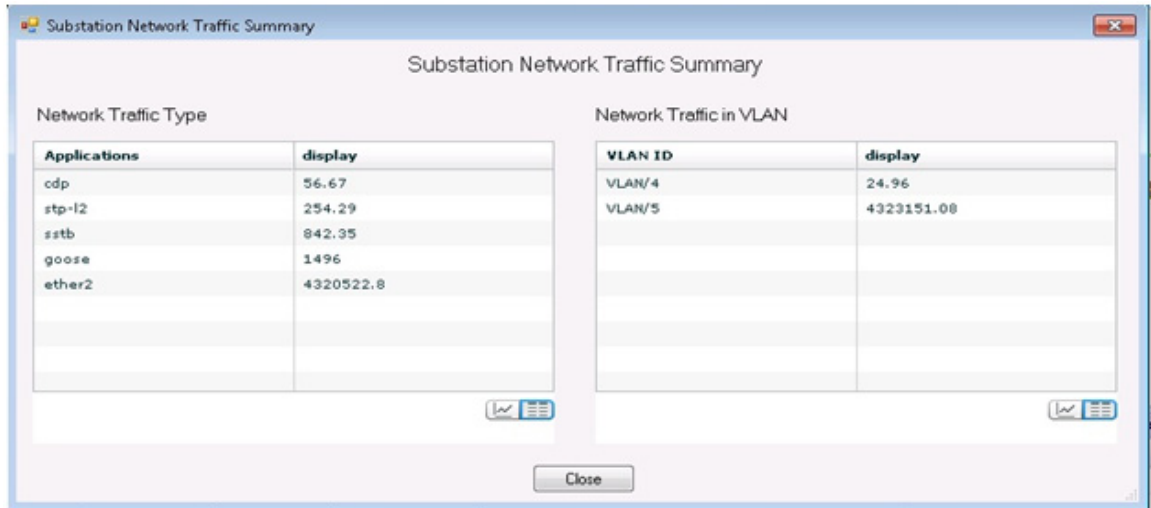 Substation Network Traffic Summary
Substation Network Traffic Summary
Network Traffic Type
Applications display
cdp 56.67
stp-l2 254.29
sstb 842.35
goose 1496
ether2 4320522.8
Network Traffic in VLAN
VLAN ID display
VLAN/4 24.96
VLAN/5 4323151.08
Close